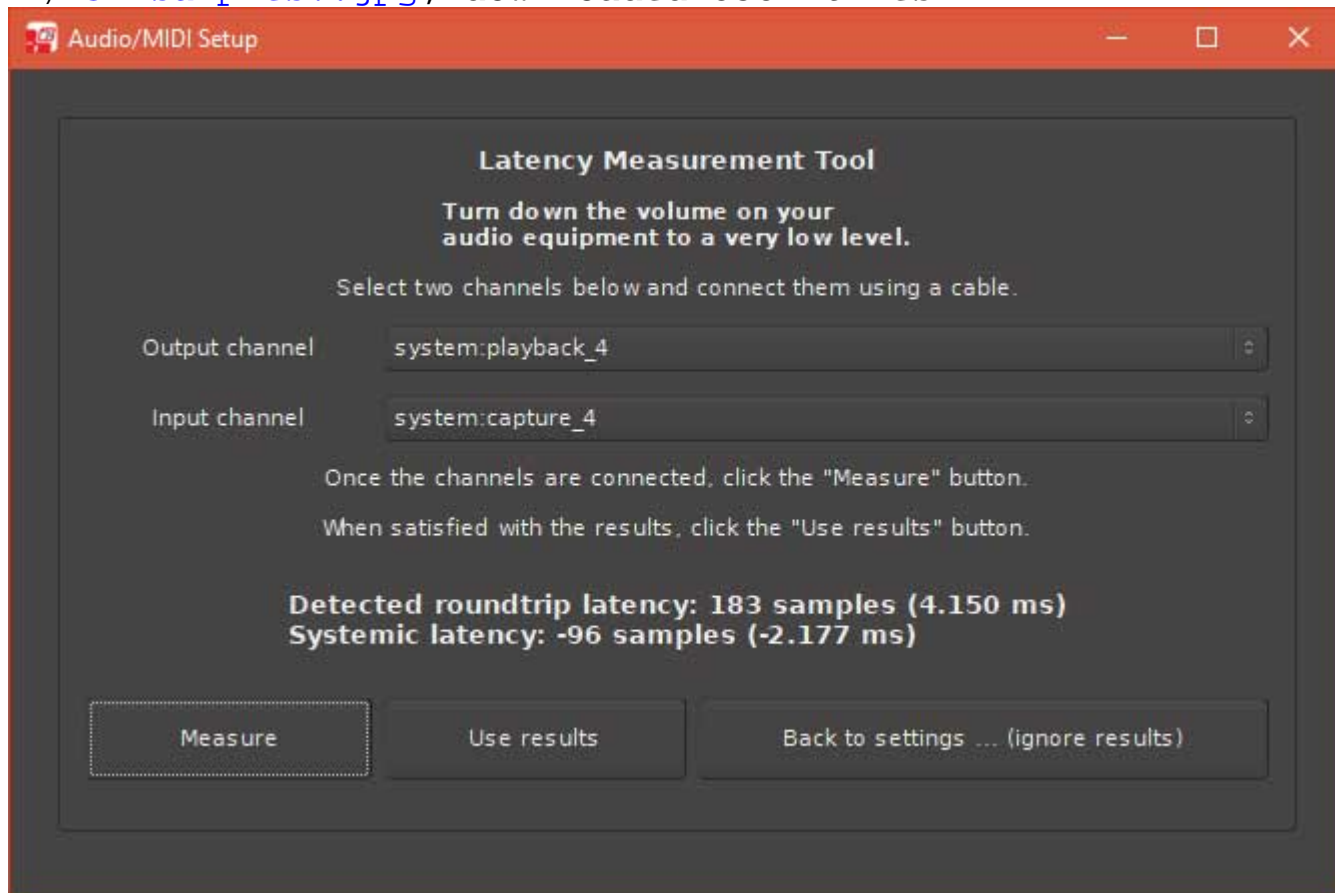 Audio/MIDI Setup
Latency Measurement Tool
Turn down the volume on your
audio equipment to a very low level.
Select two channels below and connect them using a cable.
Output channel system:playback_4
Input channel system:capture_4
Once the channels are connected, click the "Measure" button.
When satisfied with the results, click the "Use results" button.
Detected roundtrip latency: 183 samples (4.150 ms)
Systemic latency: -96 samples (-2.177 ms)
Measure Use results Back to settings ... (ignore results)